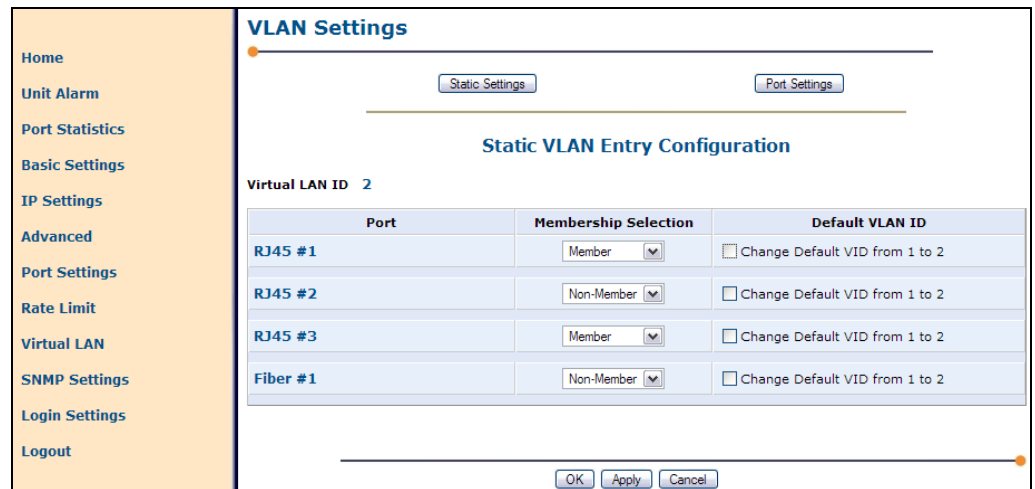 VLAN Settings
Home
Unit Alarm
Port Statistics
Basic Settings
IP Settings
Advanced
Port Settings
Rate Limit
Virtual LAN
SNMP Settings
Login Settings
Logout
Static Settings Port Settings
Static VLAN Entry Configuration
Virtual LAN ID 2
Port Membership Selection Default VLAN ID
RJ45 #1 Member Change Default VID from 1 to 2
RJ45 #2 Non-Member Change Default VID from 1 to 2
RJ45 #3 Member Change Default VID from 1 to 2
Fiber #1 Non-Member Change Default VID from 1 to 2
OK Apply Cancel